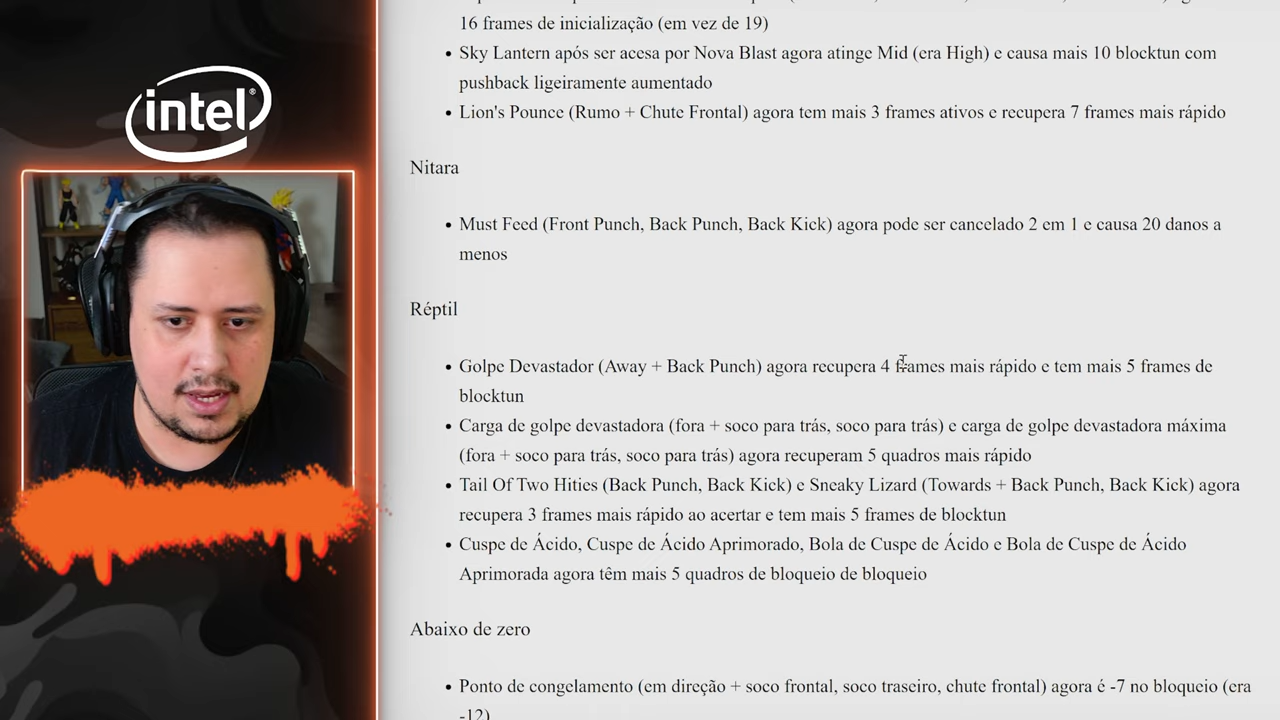 intel®
16 frames de inicialização (em vez de 19)
• Sky Lantern após ser acesa por Nova Blast agora atinge Mid (era High) e causa mais 10 blocktun com
pushback ligeiramente aumentado
• Lion's Pounce (Rumo + Chute Frontal) agora tem mais 3 frames ativos e recupera 7 frames mais rápido
Nitara
• Must Feed (Front Punch, Back Punch, Back Kick) agora pode ser cancelado 2 em 1 e causa 20 danos a
menos
Réptil
• Golpe Devastador (Away + Back Punch) agora recupera 4 frames mais rápido e tem mais 5 frames de
blocktun
• Carga de golpe devastadora (fora + soco para trás, soco para trás) e carga de golpe devastadora máxima
(fora + soco para trás, soco para trás) agora recuperam 5 quadros mais rápido
• Tail Of Two Hities (Back Punch, Back Kick) e Sneaky Lizard (Towards + Back Punch, Back Kick) agora
recupera 3 frames mais rápido ao acertar e tem mais 5 frames de blocktun
• Cuspe de Ácido, Cuspe de Ácido Aprimorado, Bola de Cuspe de Ácido e Bola de Cuspe de Ácido
Aprimorada agora têm mais 5 quadros de bloqueio de bloqueio
Abaixo de zero
• Ponto de congelamento (em direção + soco frontal, soco traseiro, chute frontal) agora é -7 no bloqueio (era
-12)